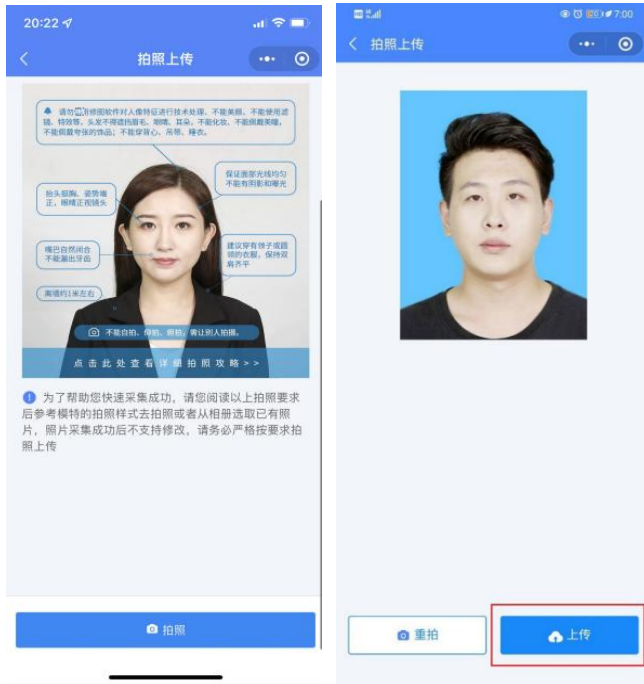 20:22
拍照上传
请勿用修图软件对人像特征进行技术处理、不能美颜、不能使用滤
镜、特效等，头发不得遮挡眉毛、眼睛、耳朵，不能化妆，不能佩戴美瞳，
不能佩戴夸张的饰品；不能穿背心、吊带、睡衣。
保证面部光线均匀
不能有阴影和曝光
抬头挺胸、姿势端
正，眼睛正视镜头
嘴巴自然闭合
不能露出牙齿
建议穿有领子或圆
领的衣服，保持双
肩齐平
离墙约1米左右
不能自拍、仰拍、俯拍，需让别人拍摄。
点击此处查看详细拍照攻略>>
为了帮助您快速采集成功，请您阅读以上拍照要求
后参考模特的拍照样式去拍照或者从相册选取已有照
片，照片采集成功后不支持修改，请务必严格按要求拍
照上传
拍照
7:00
拍照上传
重拍
上传